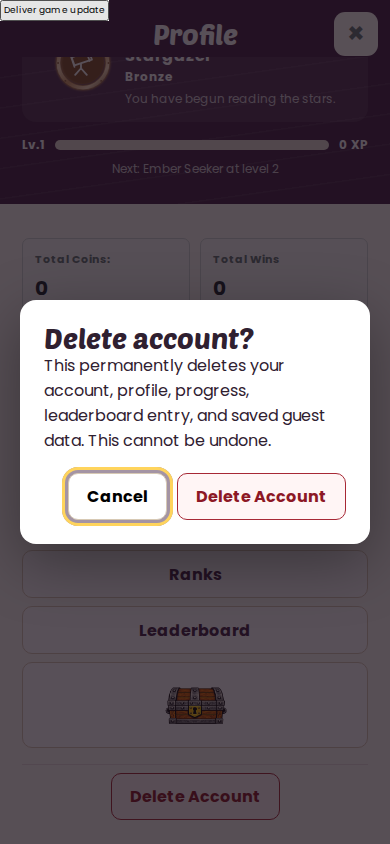 Deliver game update
Profile
✖
Stargazer
Bronze
You have begun reading the stars.
Lv.1
0 XP
Next: Ember Seeker at level 2
Total Coins:
Total Wins
0
0
Delete account?
This permanently deletes your
account, profile, progress,
leaderboard entry, and saved guest
data. This cannot be undone.
Cancel
Delete Account
Ranks
Leaderboard
Delete Account